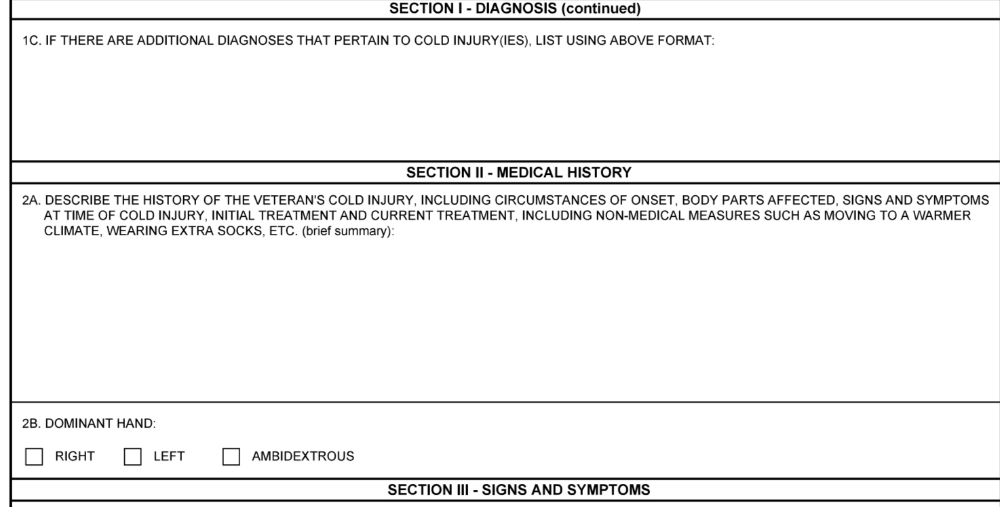 SECTION I - DIAGNOSIS (continued)
1C. IF THERE ARE ADDITIONAL DIAGNOSES THAT PERTAIN TO COLD INJURY(IES), LIST USING ABOVE FORMAT:
SECTION II - MEDICAL HISTORY
2A. DESCRIBE THE HISTORY OF THE VETERAN'S COLD INJURY, INCLUDING CIRCUMSTANCES OF ONSET, BODY PARTS AFFECTED, SIGNS AND SYMPTOMS
AT TIME OF COLD INJURY, INITIAL TREATMENT AND CURRENT TREATMENT, INCLUDING NON-MEDICAL MEASURES SUCH AS MOVING TO A WARMER
CLIMATE, WEARING EXTRA SOCKS, ETC. (brief summary):
2B. DOMINANT HAND:
RIGHT LEFT AMBIDEXTROUS
SECTION III - SIGNS AND SYMPTOMS